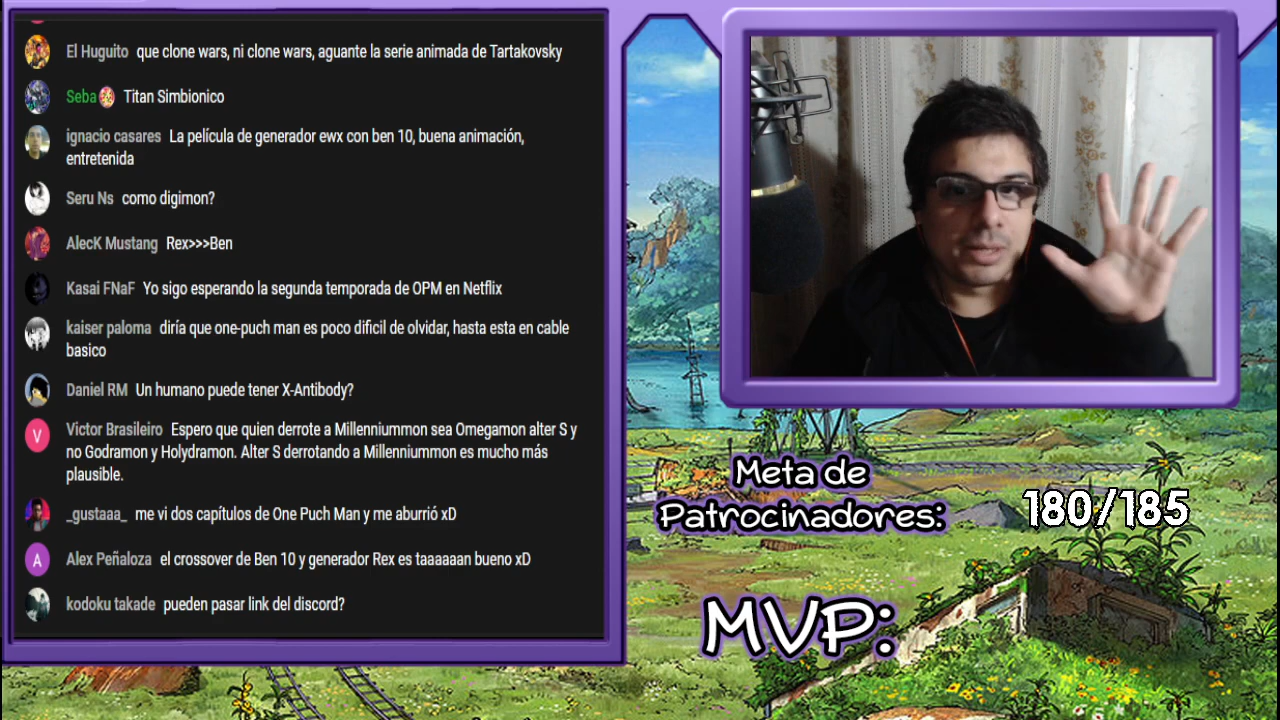 El Huguito que clone wars, ni clone wars, aguante la serie animada de Tartakovsky
Seba Titan Simbionico
ignacio casares La película de generador ewx con ben 10, buena animación,
entretenida
Seru Ns como digimon?
AlecK Mustang Rex>>>Ben
Kasai FNaF Yo sigo esperando la segunda temporada de OPM en Netflix
kaiser paloma diría que one-puch man es poco dificil de olvidar, hasta esta en cable
basico
Daniel RM Un humano puede tener X-Antibody?
V
Victor Brasileiro Espero que quien derrote a Millenniummon sea Omegamon alter S y
no Godramon y Holydramon. Alter S derrotando a Millenniummon es mucho más
plausible.
_gustaaa_ me vi dos capítulos de One Puch Man y me aburrió xD
A
Alex Peñaloza el crossover de Ben 10 y generador Rex es taaaaaan bueno xD
kodoku takade pueden pasar link del discord?
Meta de
Patrocinadores:
180/185
MVP: